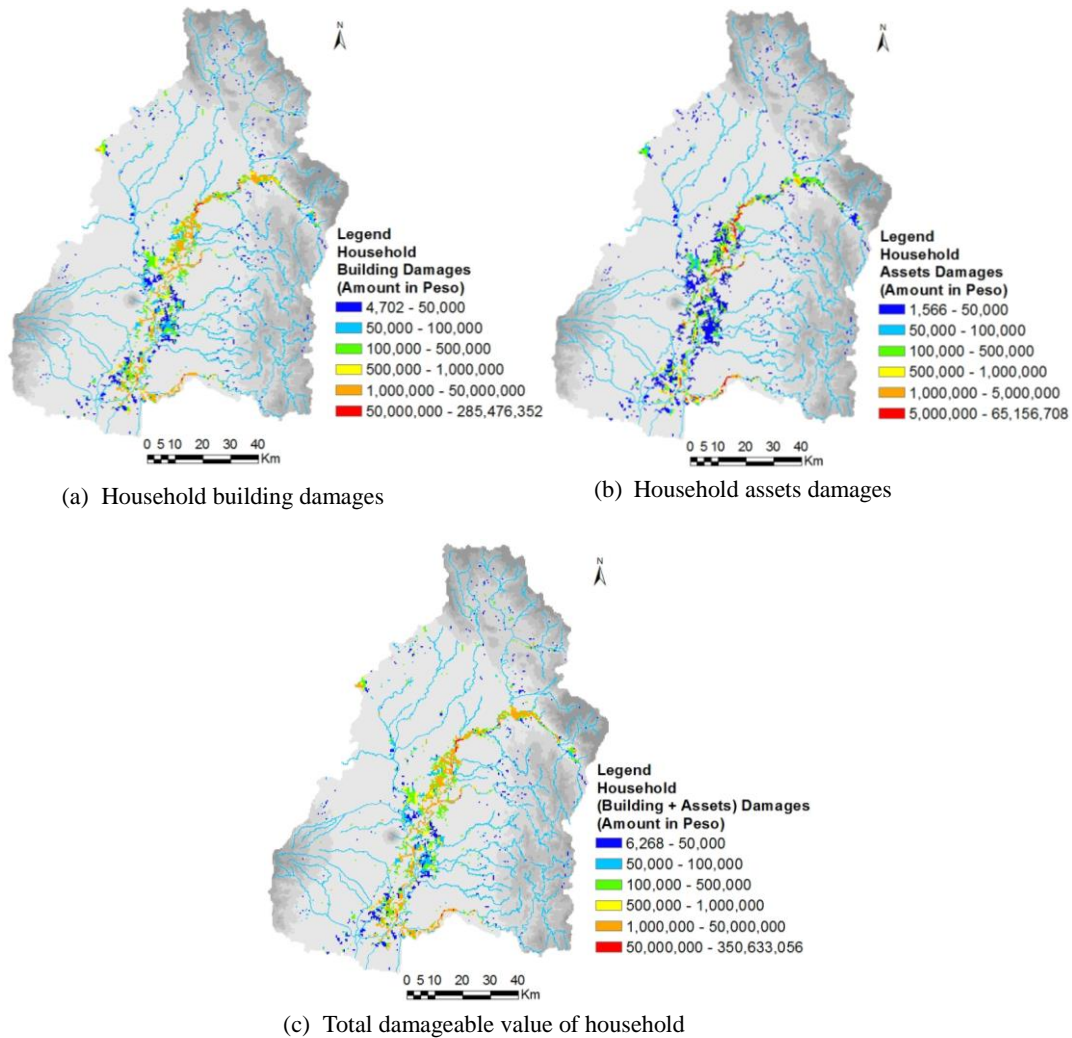 N
Legend
Household
Building Damages
(Amount in Peso)
4,702 - 50,000
50,000 - 100,000
100,000 - 500,000
500,000 - 1,000,000
1,000,000 - 50,000,000
50,000,000 - 285,476,352
0 5 10 20 30 40
Km
(a) Household building damages
N
Legend
Household
Assets Damages
(Amount in Peso)
1,566 - 50,000
50,000 - 100,000
100,000 - 500,000
500,000 - 1,000,000
1,000,000 - 5,000,000
5,000,000 - 65,156,708
0 5 10 20 30 40
Km
(b) Household assets damages
N
Legend
Household
(Building + Assets) Damages
(Amount in Peso)
6,268 - 50,000
50,000 - 100,000
100,000 - 500,000
500,000 - 1,000,000
1,000,000 - 50,000,000
50,000,000 - 350,633,056
0 5 10 20 30 40
Km
(c) Total damageable value of household